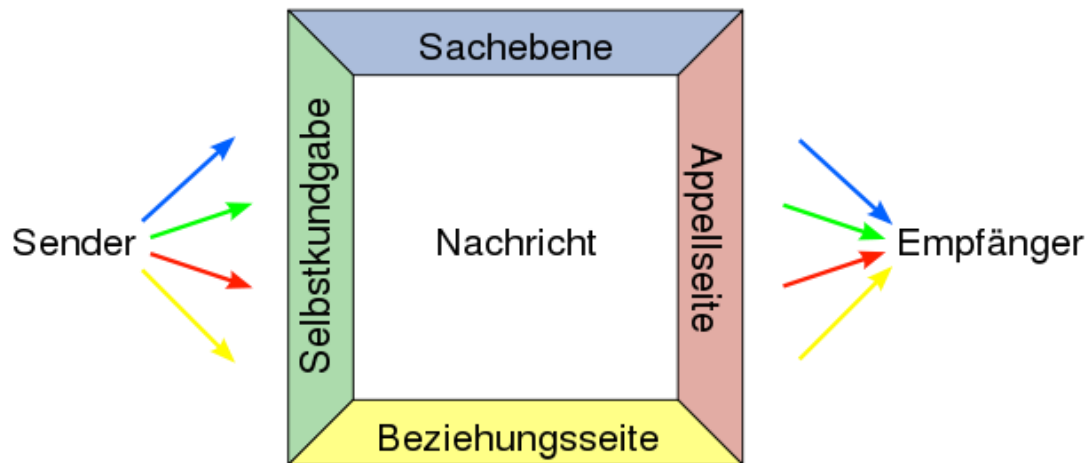 Sachebene
Selbstkundgabe
Appellseite
Sender
Nachricht
Empfänger
Beziehungsseite